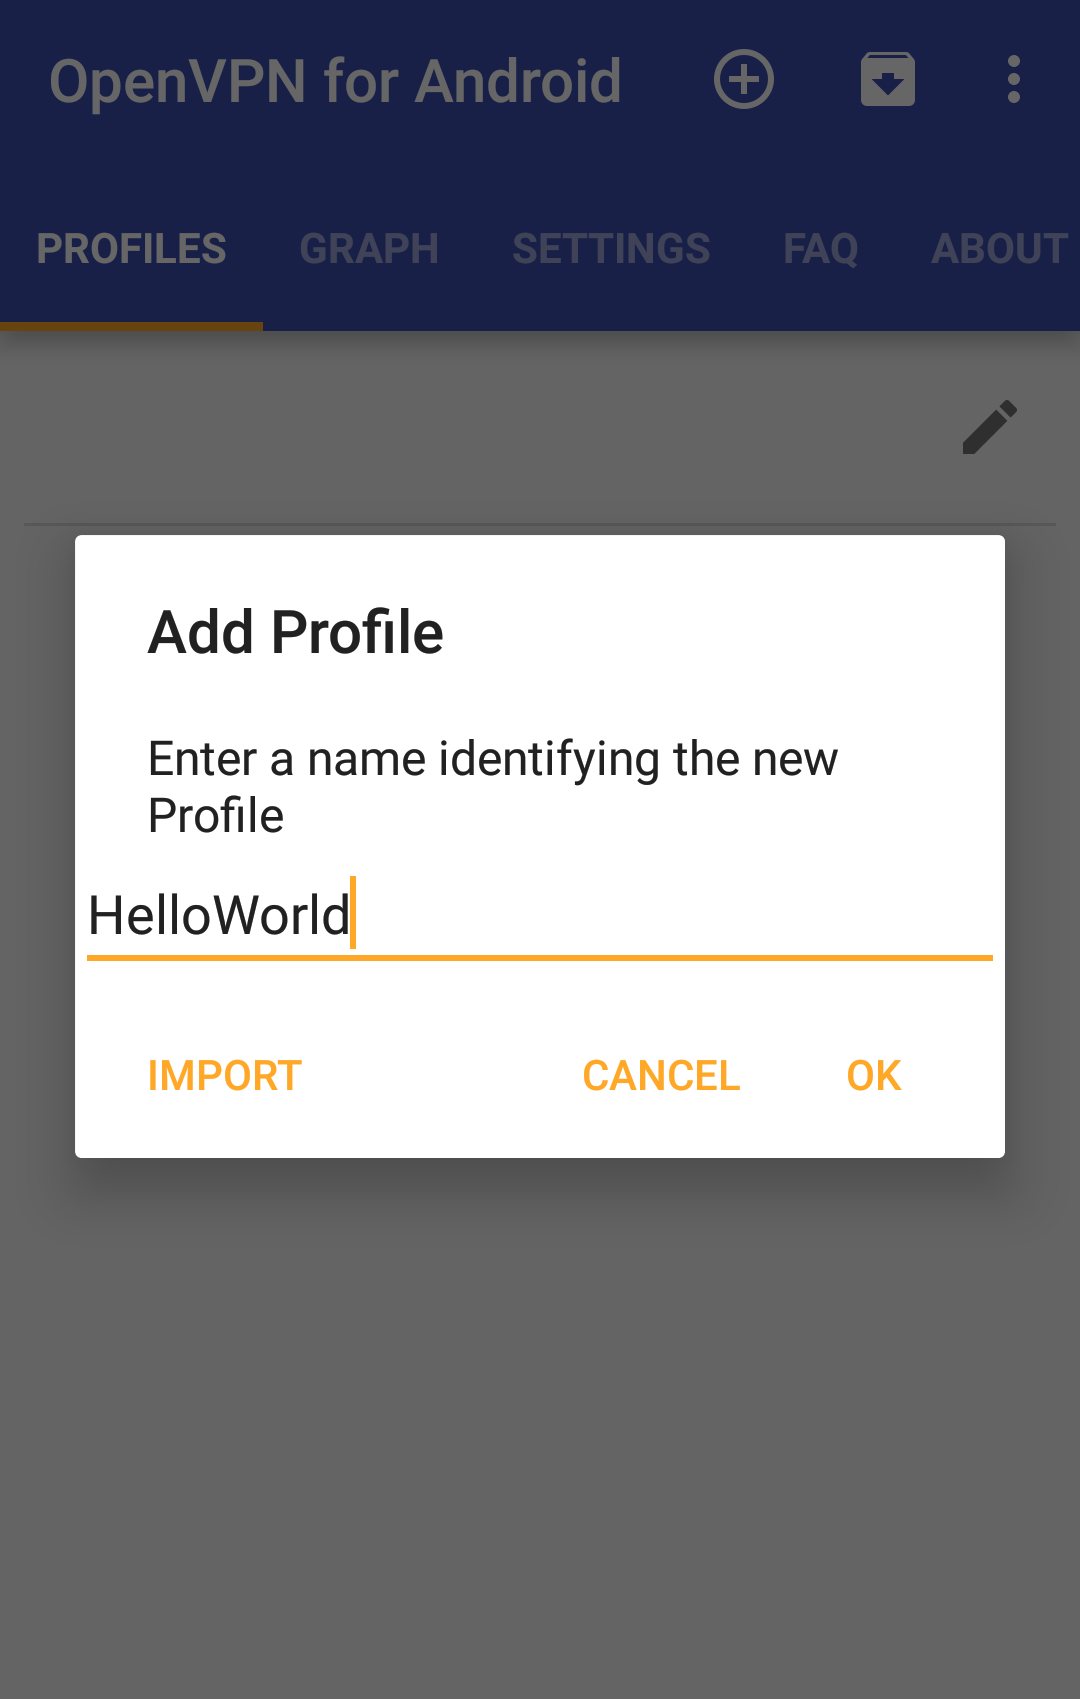 OpenVPN for Android
PROFILES GRAPH SETTINGS FAQ ABOUT
Add Profile
Enter a name identifying the new
Profile
HelloWorld
IMPORT CANCEL OK